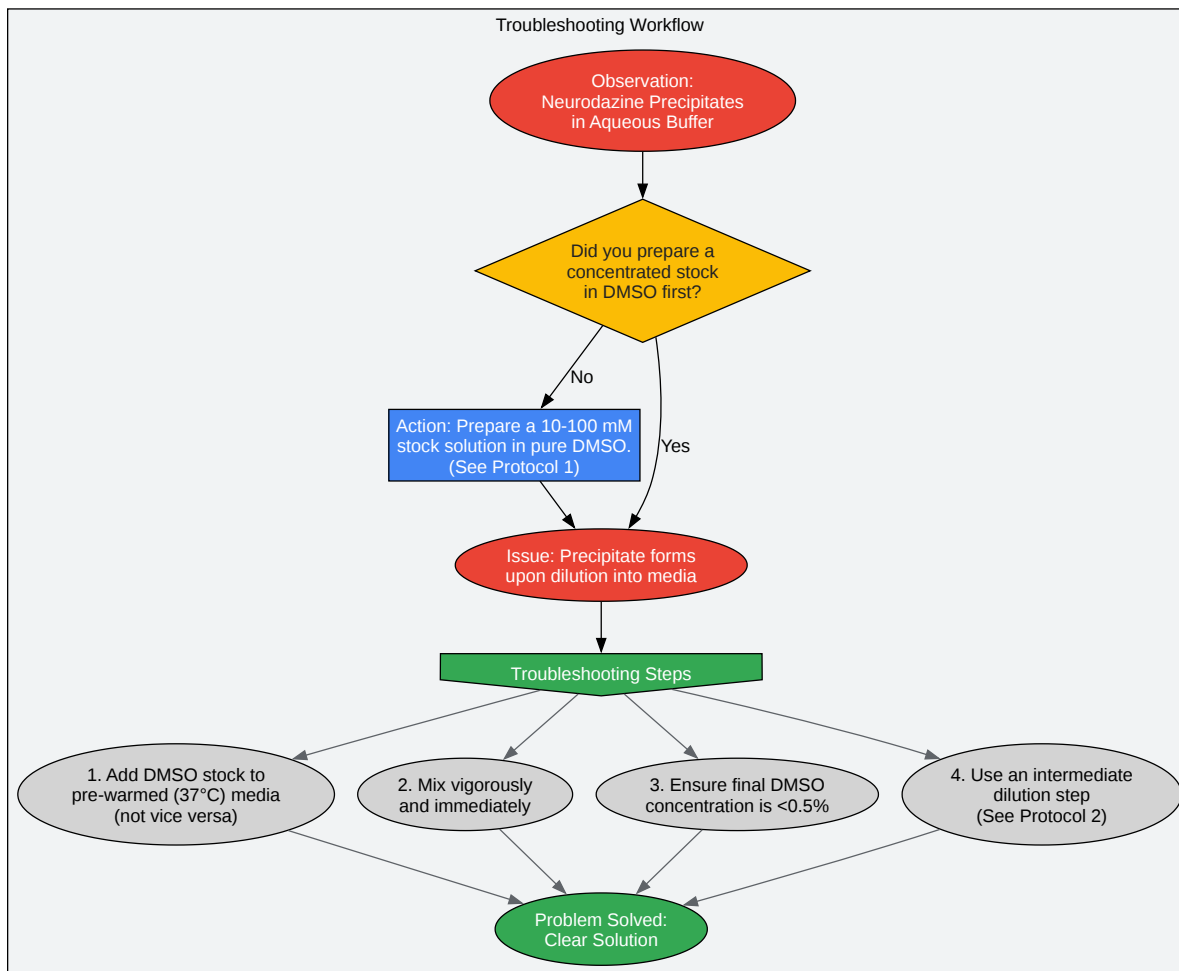 Troubleshooting Workflow
Observation:
Neurodazine Precipitates
in Aqueous Buffer
Did you prepare a
concentrated stock
in DMSO first?
No
Yes
Action: Prepare a 10-100 mM
stock solution in pure DMSO.
(See Protocol 1)
Issue: Precipitate forms
upon dilution into media
Troubleshooting Steps
1. Add DMSO stock to
pre-warmed (37°C) media
(not vice versa)
2. Mix vigorously
and immediately
3. Ensure final DMSO
concentration is <0.5%
4. Use an intermediate
dilution step
(See Protocol 2)
Problem Solved:
Clear Solution